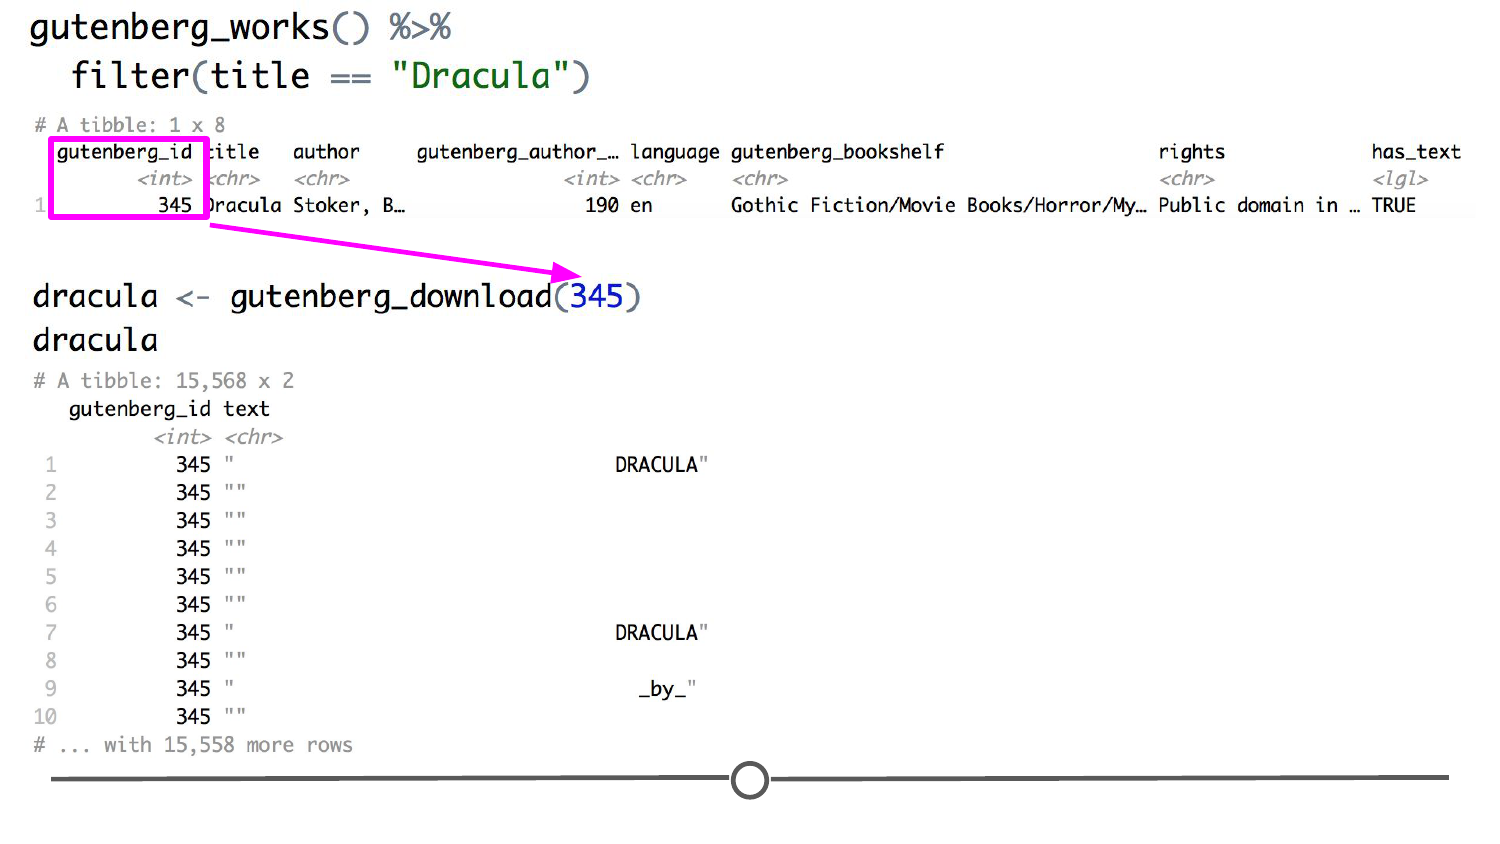 gutenberg_works() %>%
filter(title == "Dracula")
# A tibble: 1 x 8
gutenberg_id title author gutenberg_author_… language gutenberg_bookshelf rights has_text
<int> <chr> <chr> <int> <chr> <chr> <chr> <lgl>
1 345 Dracula Stoker, B… 190 en Gothic Fiction/Movie Books/Horror/My… Public domain in … TRUE
dracula <- gutenberg_download(345)
dracula
# A tibble: 15,568 x 2
gutenberg_id text
<int> <chr>
1 345 " DRACULA"
2 345 ""
3 345 ""
4 345 ""
5 345 ""
6 345 ""
7 345 " DRACULA"
8 345 ""
9 345 " _by_"
10 345 ""
# ... with 15,558 more rows